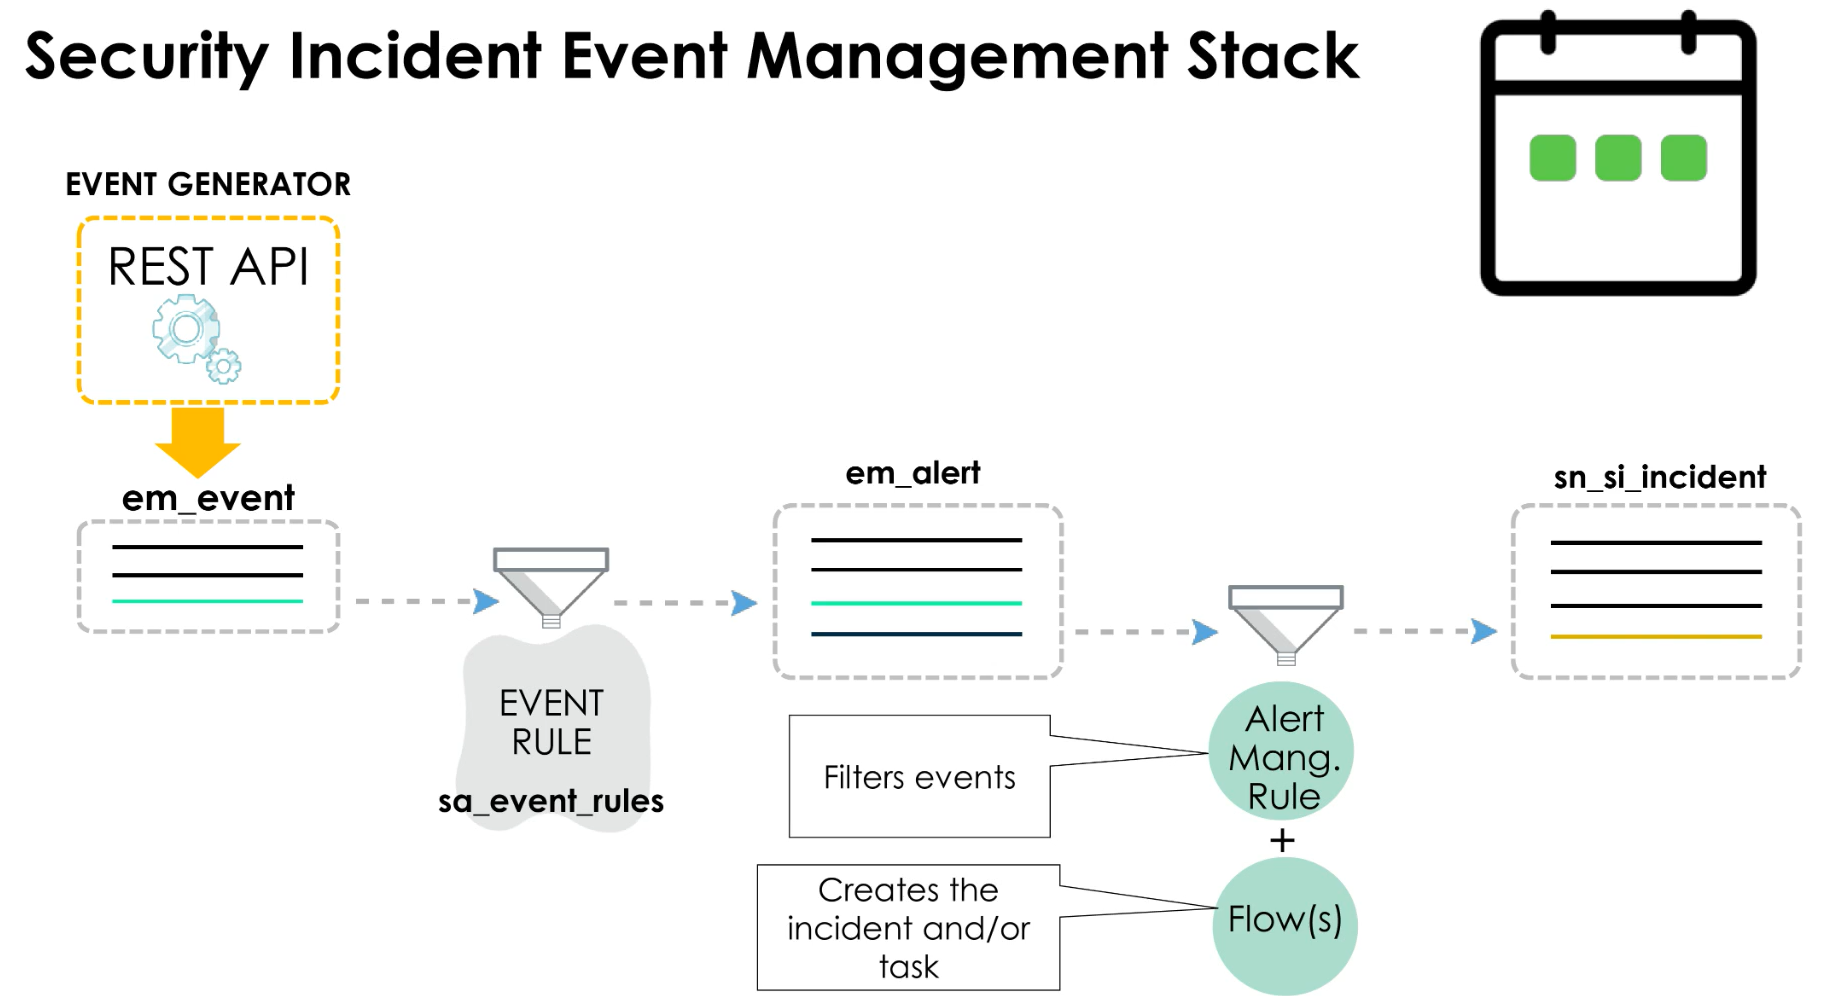 Security Incident Event Management Stack
EVENT GENERATOR
REST API
em_event
EVENT
RULE
sa_event_rules
em_alert
sn_si_incident
Filters events
Alert
Mang.
Rule
+
Creates the
incident and/or
task
Flow(s)